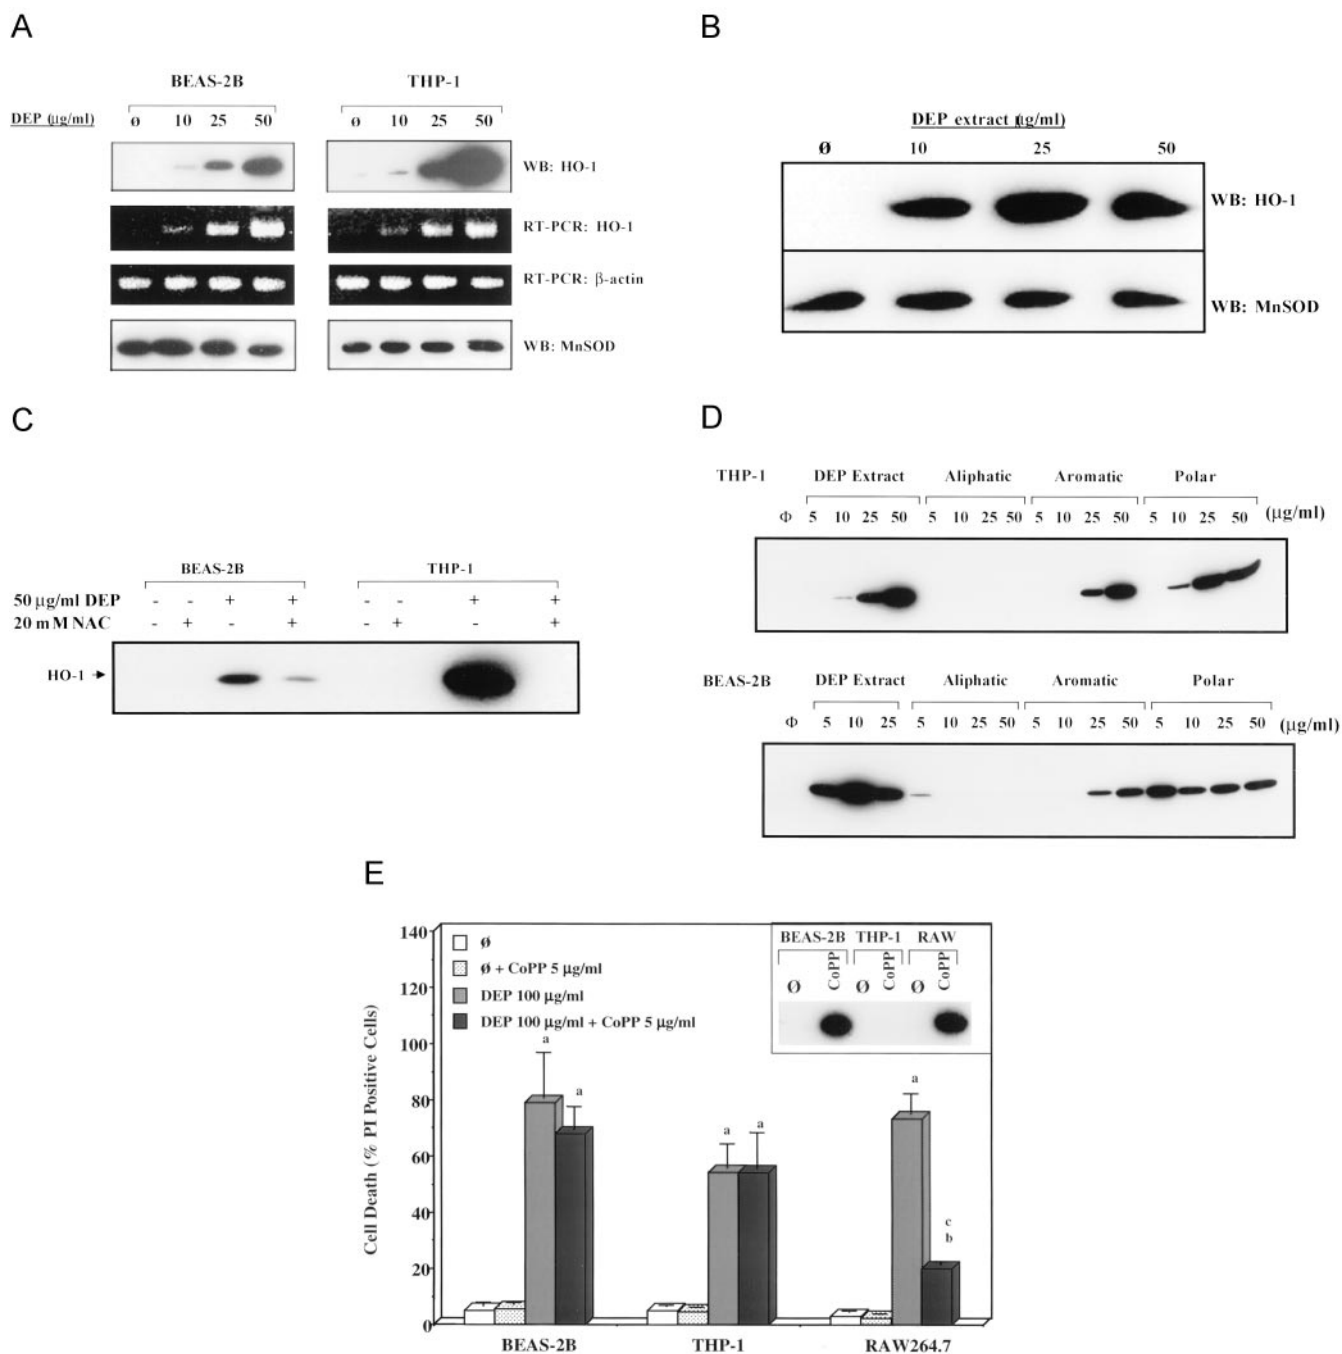 A
BEAS-2B THP-1
DEP (µg/ml) ø 10 25 50 ø 10 25 50
WB: HO-1
RT-PCR: HO-1
RT-PCR: β-actin
WB: MnSOD
B
DEP extract (µg/ml)
Ø 10 25 50
WB: HO-1
WB: MnSOD
C
BEAS-2B THP-1
50 µg/ml DEP - - + + - - + +
20 mM NAC - + - + - + - +
HO-1
D
THP-1 DEP Extract Aliphatic Aromatic Polar
Φ 5 10 25 50 5 10 25 50 5 10 25 50 5 10 25 50 (µg/ml)
BEAS-2B DEP Extract Aliphatic Aromatic Polar
Φ 5 10 25 5 10 25 50 5 10 25 50 5 10 25 50 (µg/ml)
E
Cell Death (% PI Positive Cells)
140
120
100
80
60
40
20
0
ø
ø + CoPP 5 µg/ml
DEP 100 µg/ml
DEP 100 µg/ml + CoPP 5 µg/ml
BEAS-2B THP-1 RAW
Ø CoPP Ø CoPP Ø CoPP
a a a a a c
b
BEAS-2B THP-1 RAW264.7